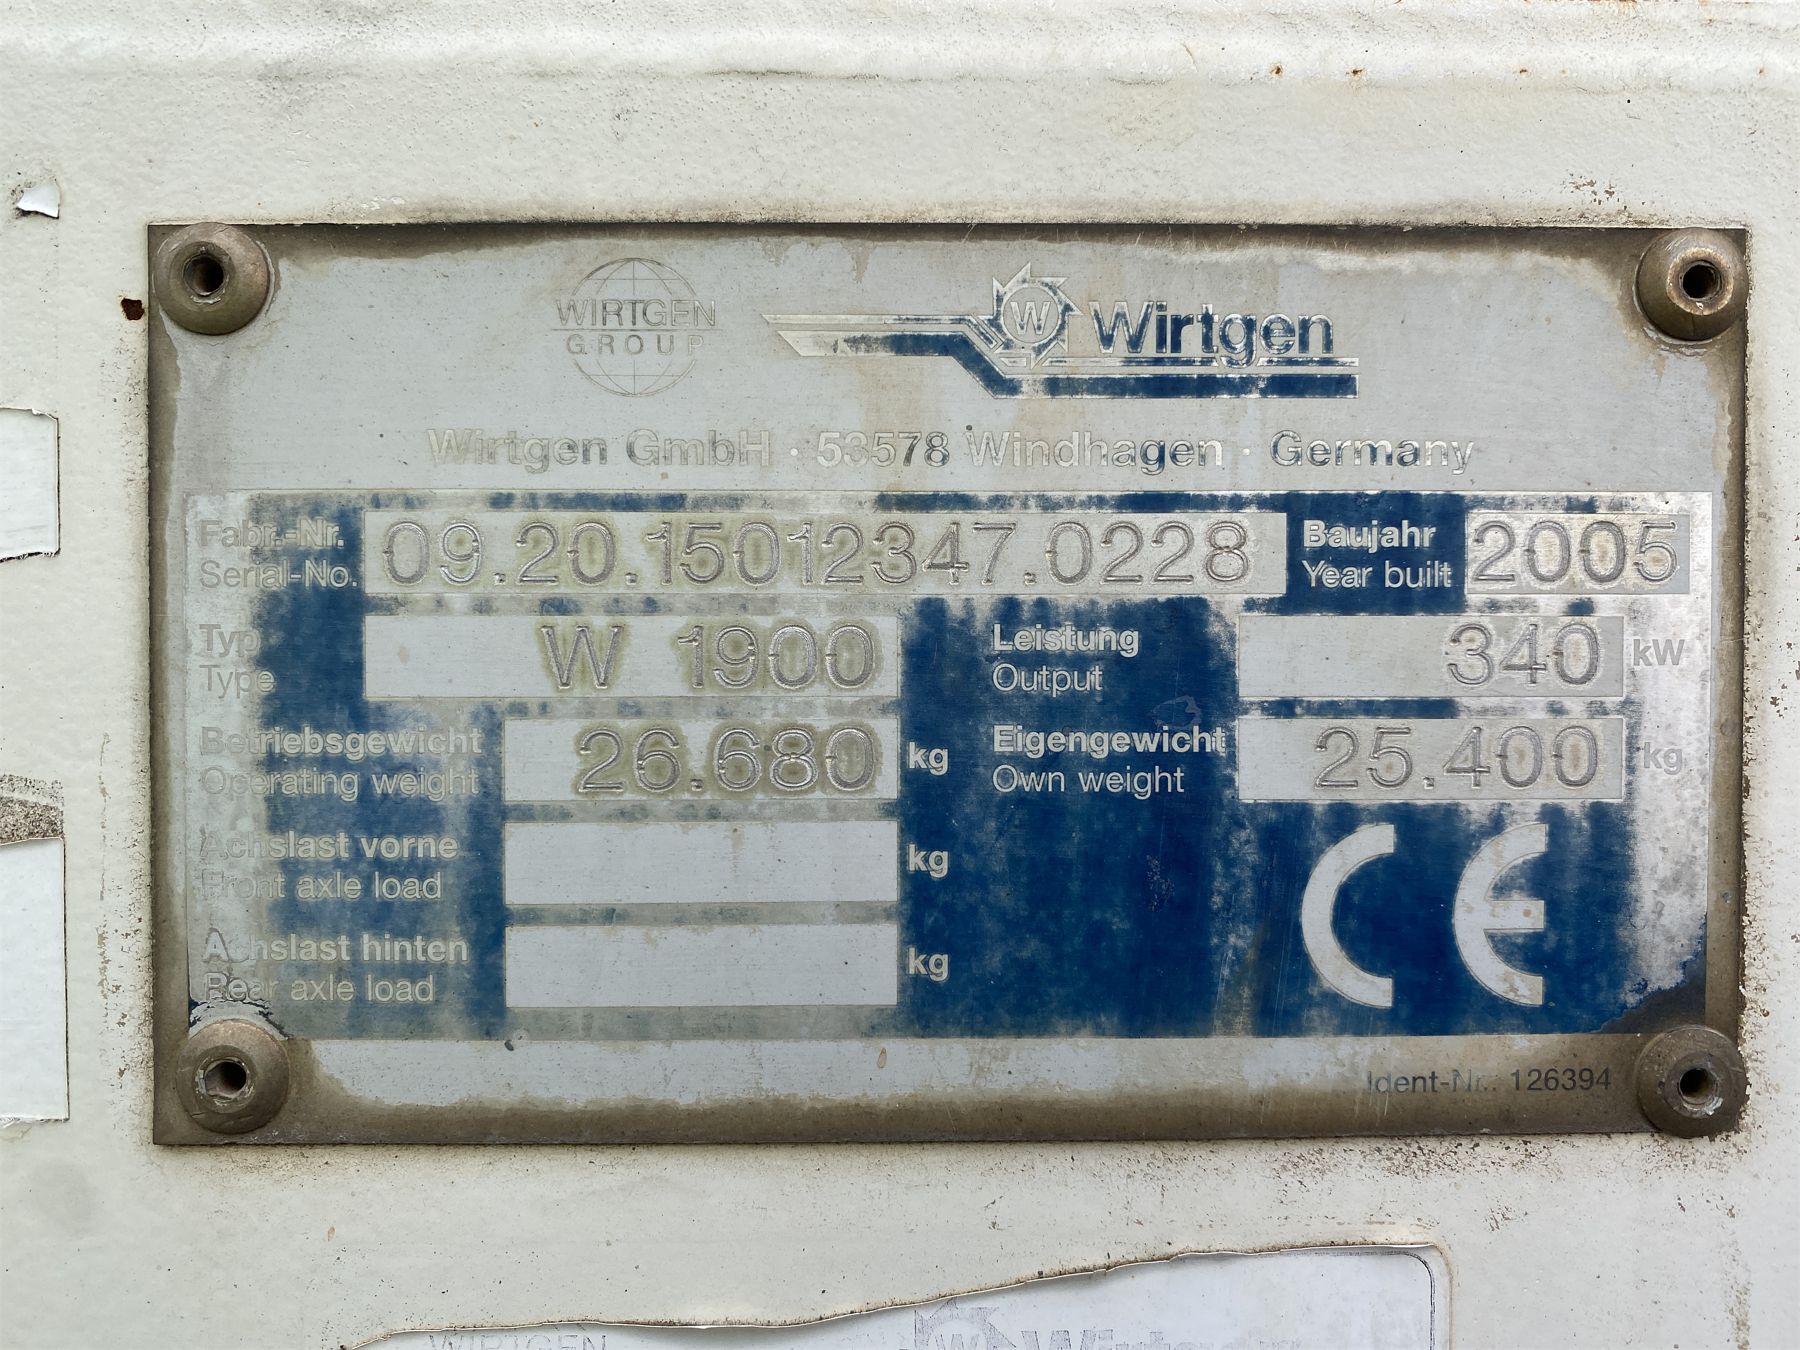 WIRTGEN
GROUP
W Wirtgen
Wirtgen GmbH · 53578 Windhagen · Germany
Fabr.-Nr. 09.20.15012347.0228 Baujahr 2005
Serial-No. Year built
Typ W 1900 Leistung 340 kW
Type Output
Betriebsgewicht 26.680 kg Eigengewicht 25.400 kg
Operating weight Own weight
Achslast vorne kg
Front axle load
Achslast hinten kg
Rear axle load
CE
Ident-Nr.: 126394
WIRTGEN
W Wirtgen